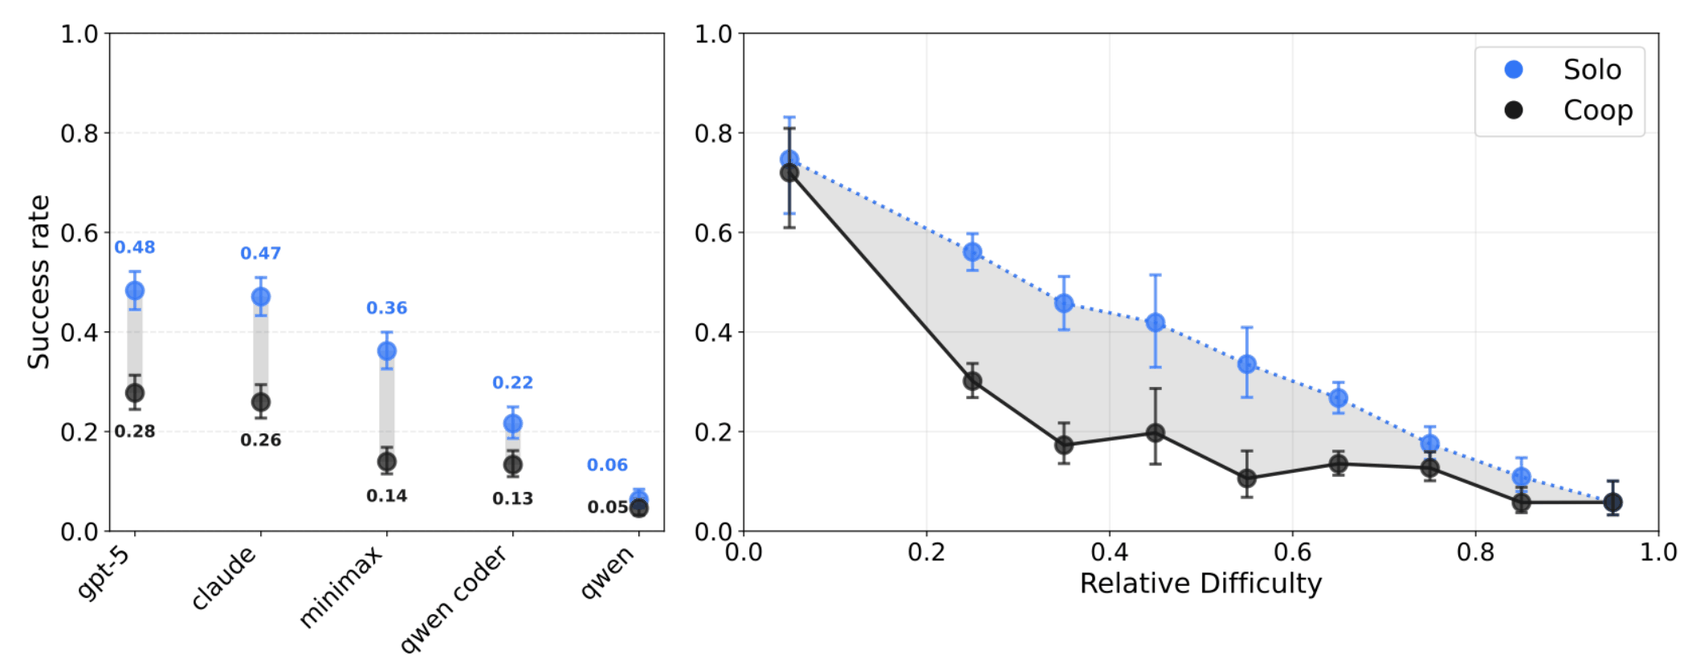 Success rate
1.0
0.8
0.6
0.4
0.2
0.0
0.48
0.47
0.36
0.22
0.06
0.28
0.26
0.14
0.13
0.05
gpt-5
claude
minimax
qwen coder
qwen
1.0
0.8
0.6
0.4
0.2
0.0
Solo
Coop
0.0 0.2 0.4 0.6 0.8 1.0
Relative Difficulty